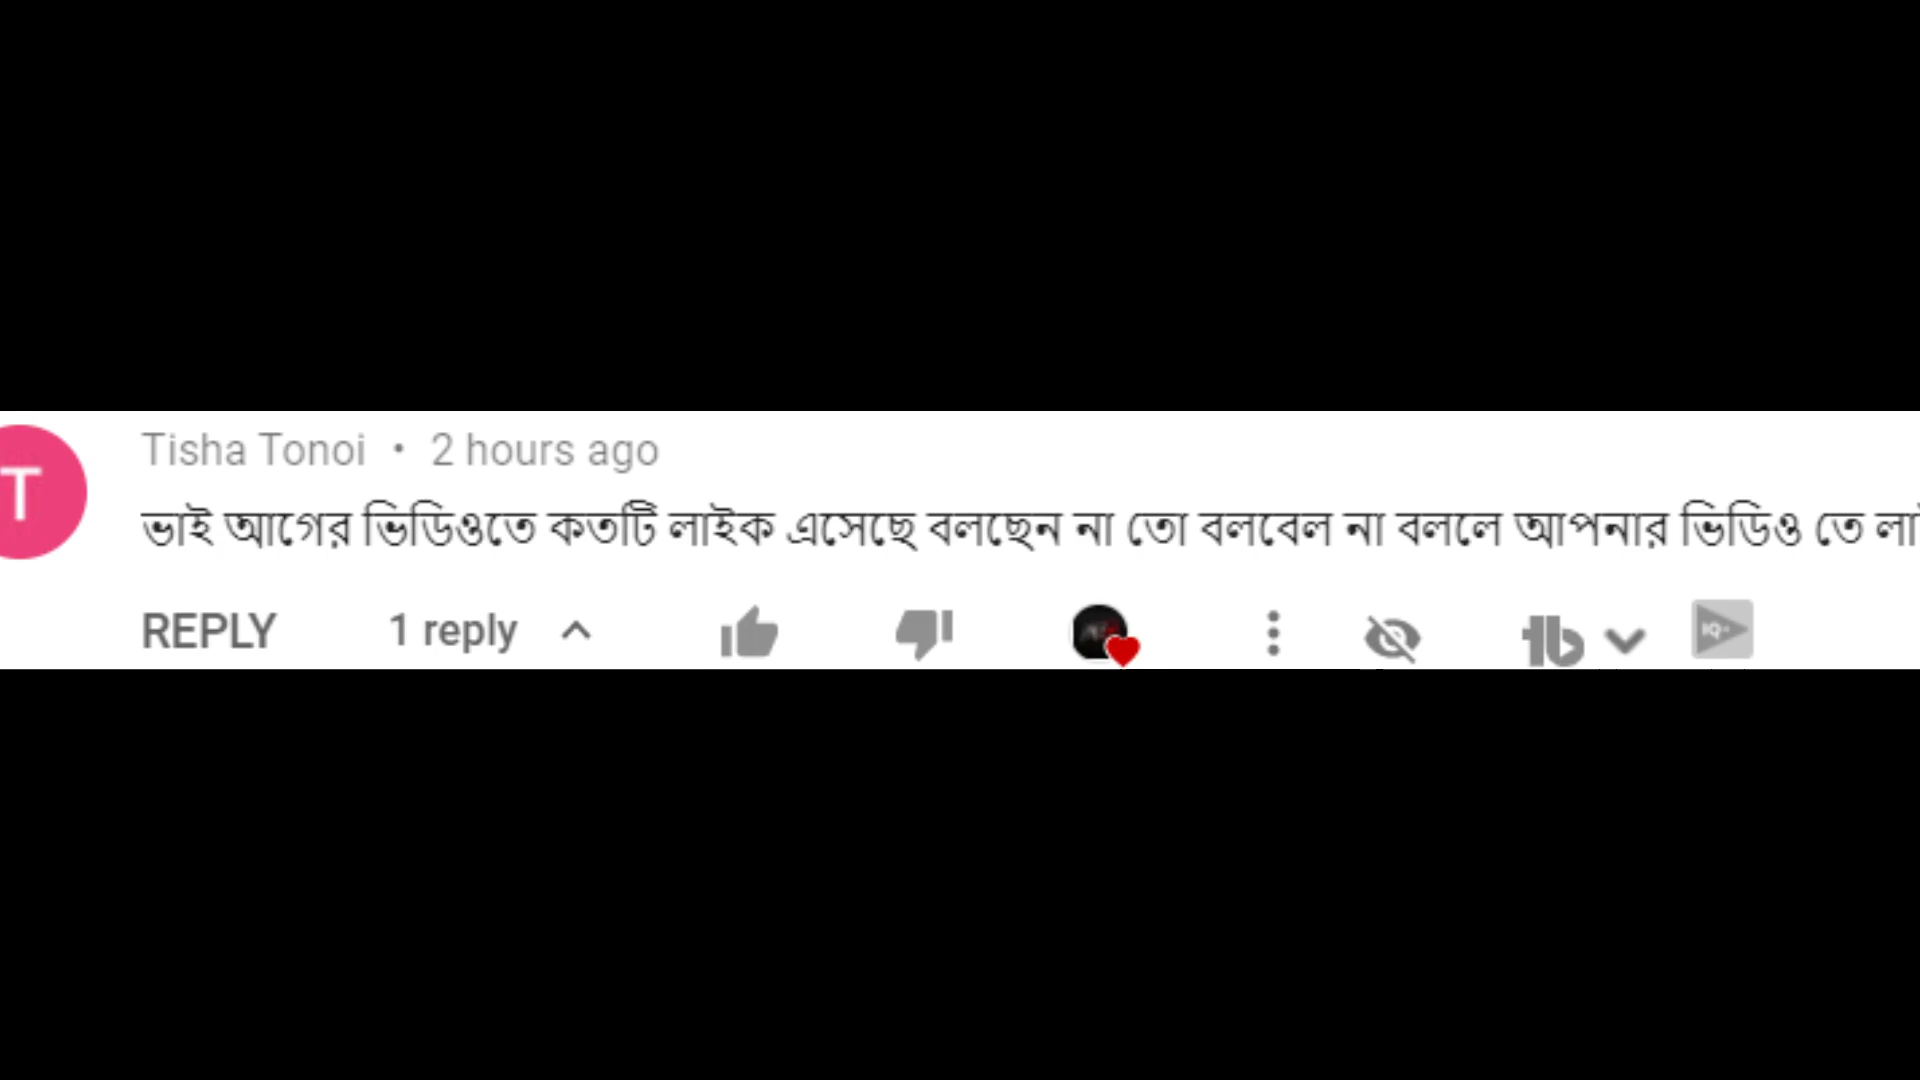 T
Tisha Tonoi • 2 hours ago
ভাই আগের ভিডিওতে কতটি লাইক এসেছে বলছেন না তো বলবেল না বললে আপনার ভিডিও তে
REPLY 1 reply